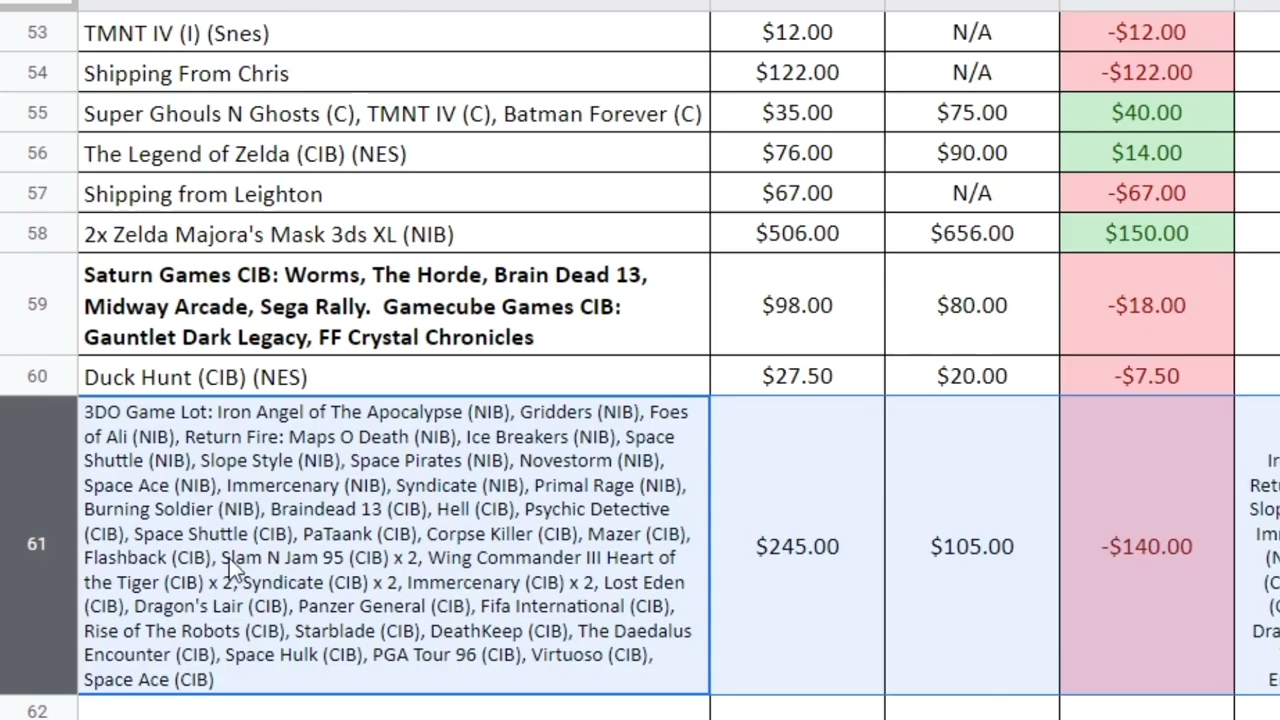 53 TMNT IV (I) (Snes) $12.00 N/A -$12.00
54 Shipping From Chris $122.00 N/A -$122.00
55 Super Ghouls N Ghosts (C), TMNT IV (C), Batman Forever (C) $35.00 $75.00 $40.00
56 The Legend of Zelda (CIB) (NES) $76.00 $90.00 $14.00
57 Shipping from Leighton $67.00 N/A -$67.00
58 2x Zelda Majora's Mask 3ds XL (NIB) $506.00 $656.00 $150.00
Saturn Games CIB: Worms, The Horde, Brain Dead 13,
59 Midway Arcade, Sega Rally.  Gamecube Games CIB: $98.00 $80.00 -$18.00
Gauntlet Dark Legacy, FF Crystal Chronicles
60 Duck Hunt (CIB) (NES) $27.50 $20.00 -$7.50
3DO Game Lot: Iron Angel of The Apocalypse (NIB), Gridders (NIB), Foes
of Ali (NIB), Return Fire: Maps O Death (NIB), Ice Breakers (NIB), Space
Shuttle (NIB), Slope Style (NIB), Space Pirates (NIB), Novestorm (NIB),
Space Ace (NIB), Immercenary (NIB), Syndicate (NIB), Primal Rage (NIB),
Burning Soldier (NIB), Braindead 13 (CIB), Hell (CIB), Psychic Detective
(CIB), Space Shuttle (CIB), PaTaank (CIB), Corpse Killer (CIB), Mazer (CIB),
61 Flashback (CIB), Slam N Jam 95 (CIB) x 2, Wing Commander III Heart of $245.00 $105.00 -$140.00
the Tiger (CIB) x 2, Syndicate (CIB) x 2, Immercenary (CIB) x 2, Lost Eden
(CIB), Dragon's Lair (CIB), Panzer General (CIB), Fifa International (CIB),
Rise of The Robots (CIB), Starblade (CIB), DeathKeep (CIB), The Daedalus
Encounter (CIB), Space Hulk (CIB), PGA Tour 96 (CIB), Virtuoso (CIB),
Space Ace (CIB)
62